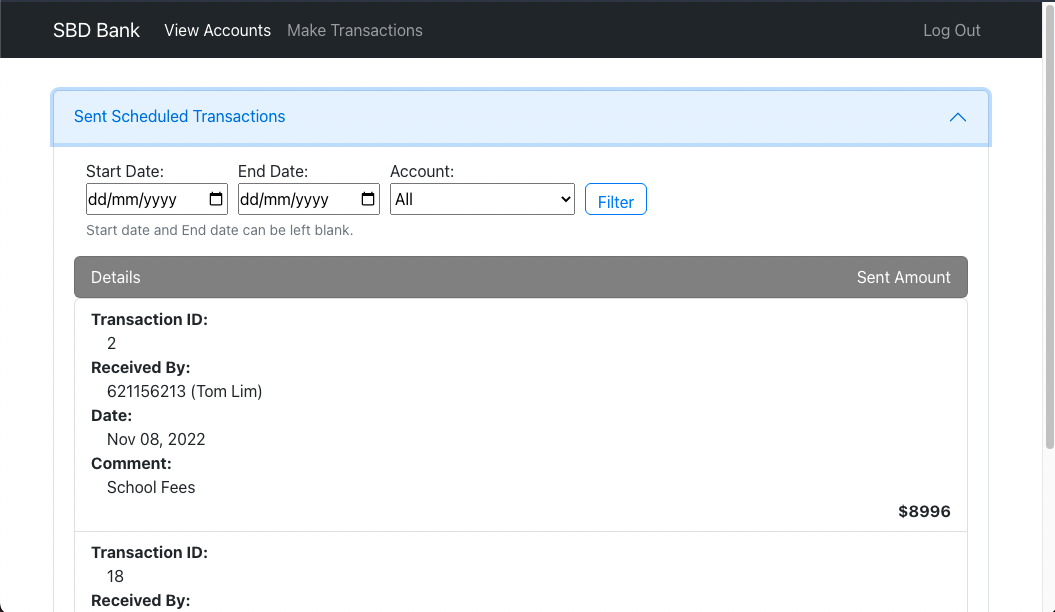 SBD Bank View Accounts Make Transactions Log Out
Sent Scheduled Transactions
Start Date: End Date: Account:
dd/mm/yyyy dd/mm/yyyy All Filter
Start date and End date can be left blank.
Details Sent Amount
Transaction ID:
2
Received By:
621156213 (Tom Lim)
Date:
Nov 08, 2022
Comment:
School Fees
$8996
Transaction ID:
18
Received By: